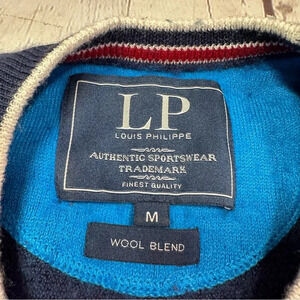 LP
LOUIS PHILIPPE
AUTHENTIC SPORTSWEAR
TRADEMARK
FINEST QUALITY
M
WOOL BLEND